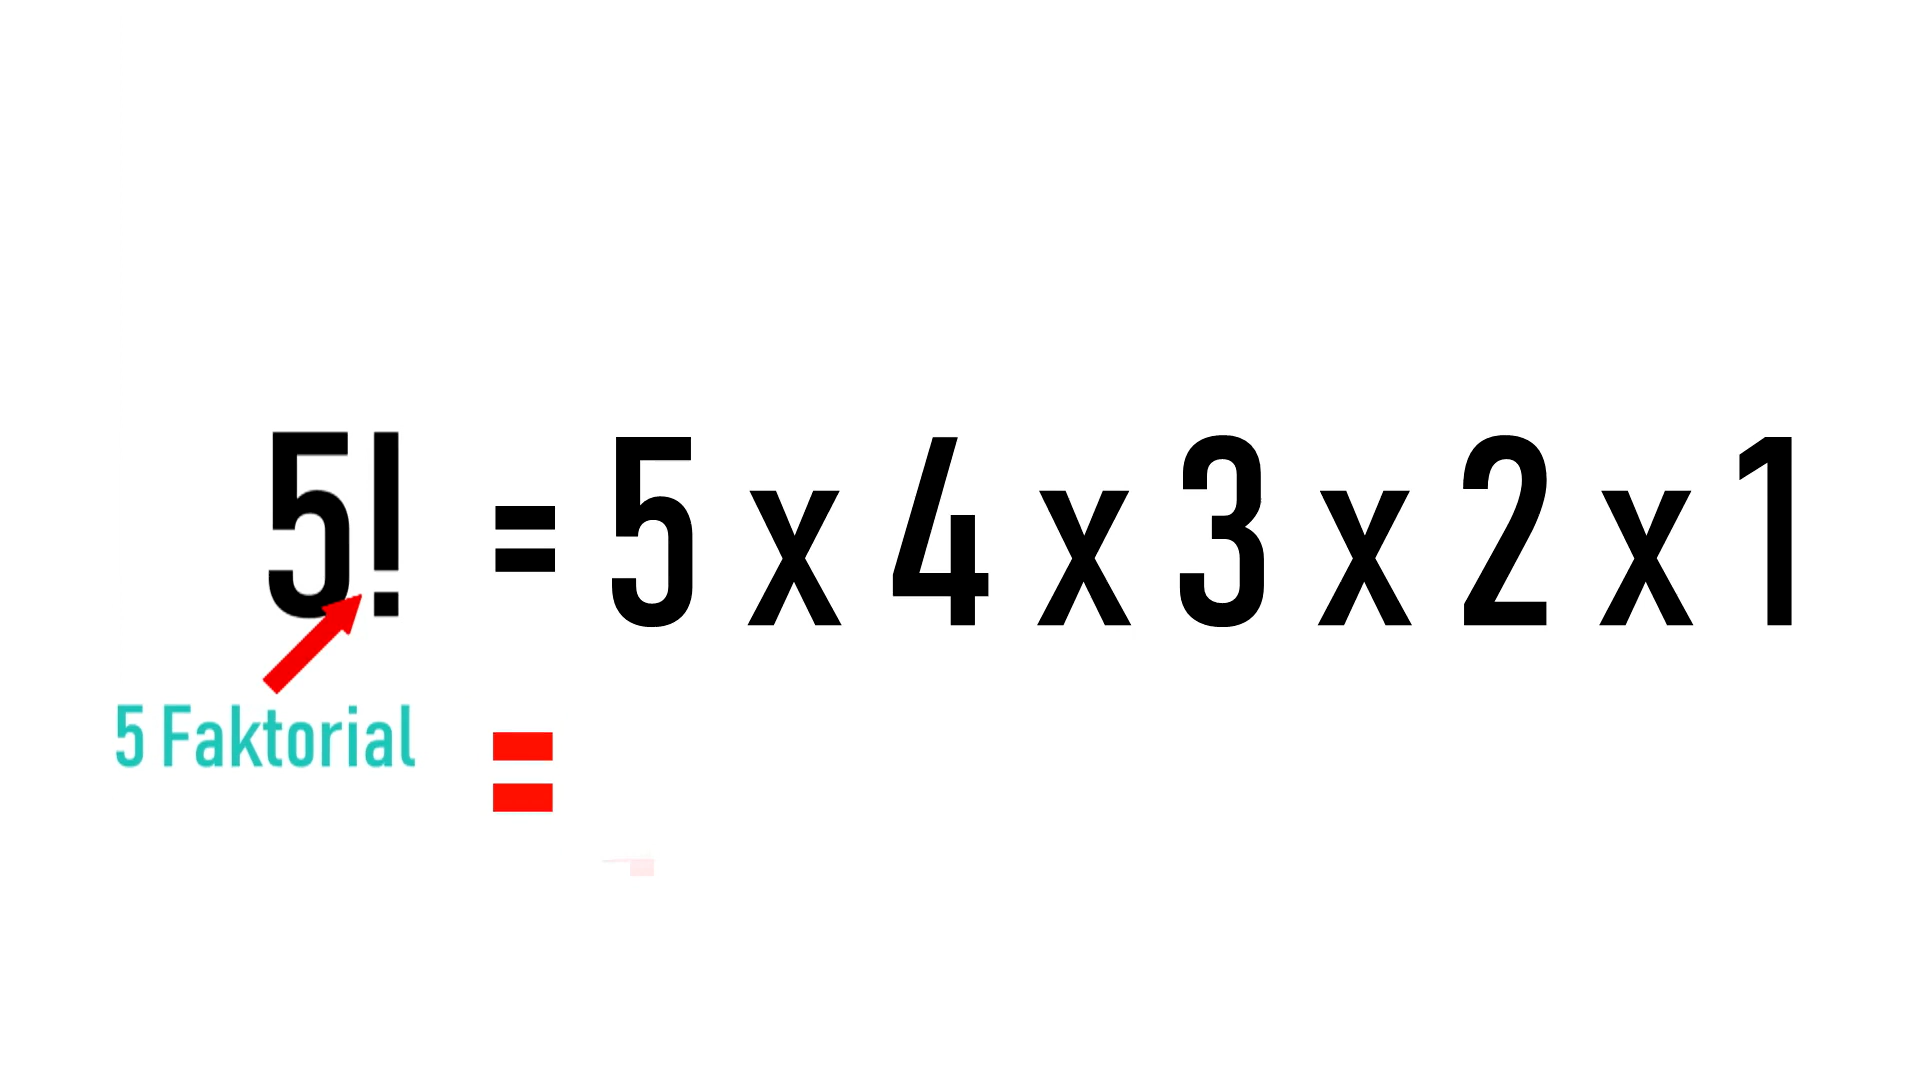 5! = 5 x 4 x 3 x 2 x 1
5 Faktorial
=